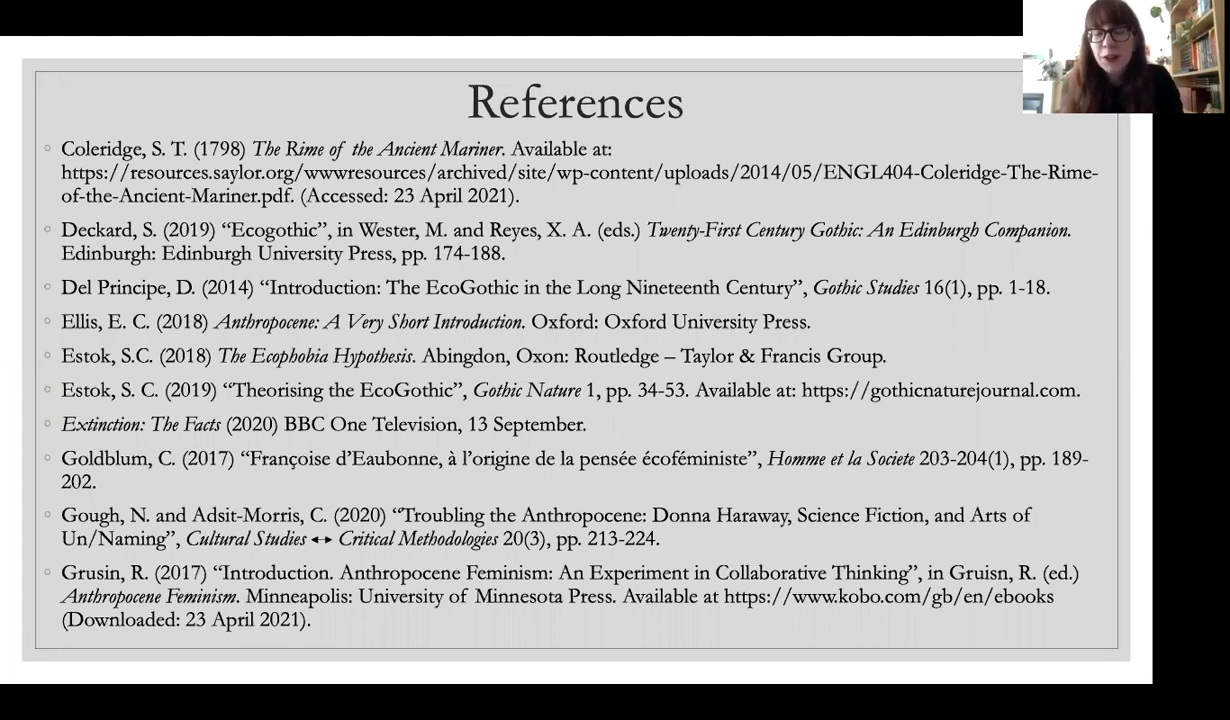 References
Coleridge, S. T. (1798) The Rime of the Ancient Mariner. Available at:
https://resources.saylor.org/wwwresources/archived/site/wp-content/uploads/2014/05/ENGL404-Coleridge-The-Rime-
of-the-Ancient-Mariner.pdf. (Accessed: 23 April 2021).
Deckard, S. (2019) “Ecogothic”, in Wester, M. and Reyes, X. A. (eds.) Twenty-First Century Gothic: An Edinburgh Companion.
Edinburgh: Edinburgh University Press, pp. 174-188.
Del Principe, D. (2014) “Introduction: The EcoGothic in the Long Nineteenth Century”, Gothic Studies 16(1), pp. 1-18.
Ellis, E. C. (2018) Anthropocene: A Very Short Introduction. Oxford: Oxford University Press.
Estok, S.C. (2018) The Ecophobia Hypothesis. Abingdon, Oxon: Routledge – Taylor & Francis Group.
Estok, S. C. (2019) “Theorising the EcoGothic”, Gothic Nature 1, pp. 34-53. Available at: https://gothicnaturejournal.com.
Extinction: The Facts (2020) BBC One Television, 13 September.
Goldblum, C. (2017) “Françoise d’Eaubonne, à l’origine de la pensée écoféministe”, Homme et la Societe 203-204(1), pp. 189-
202.
Gough, N. and Adsit-Morris, C. (2020) “Troubling the Anthropocene: Donna Haraway, Science Fiction, and Arts of
Un/Naming”, Cultural Studies ↔ Critical Methodologies 20(3), pp. 213-224.
Grusin, R. (2017) “Introduction. Anthropocene Feminism: An Experiment in Collaborative Thinking”, in Gruisn, R. (ed.)
Anthropocene Feminism. Minneapolis: University of Minnesota Press. Available at https://www.kobo.com/gb/en/ebooks
(Downloaded: 23 April 2021).